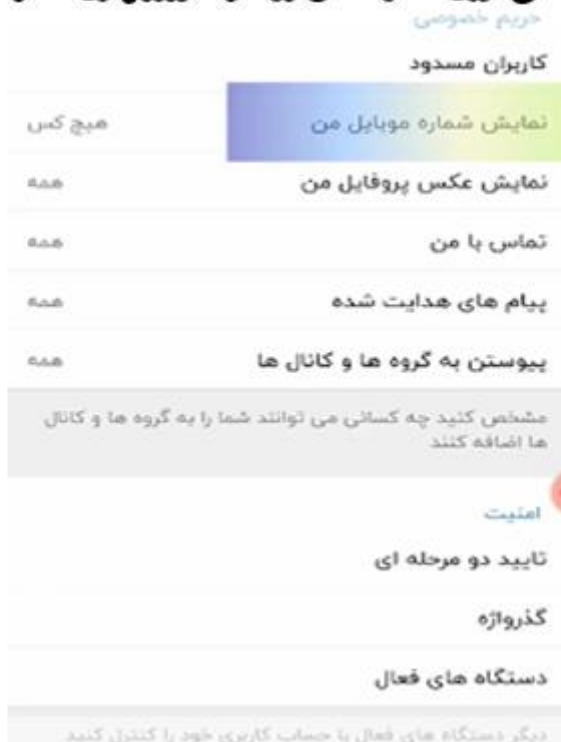 حریم خصوصی
کاربران مسدود
نمایش شماره موبایل من
هیچ کس
نمایش عکس پروفایل من
همه
تماس با من
همه
پیام های هدایت شده
همه
پیوستن به گروه ها و کانال ها
همه
مشخص کنید چه کسانی می توانند شما را به گروه ها و کانال
ها اضافه کنند
امنیت
تایید دو مرحله ای
گذرواژه
دستگاه های فعال
دیگر دستگاه های فعال با حساب کاربری خود را کنترل کنید